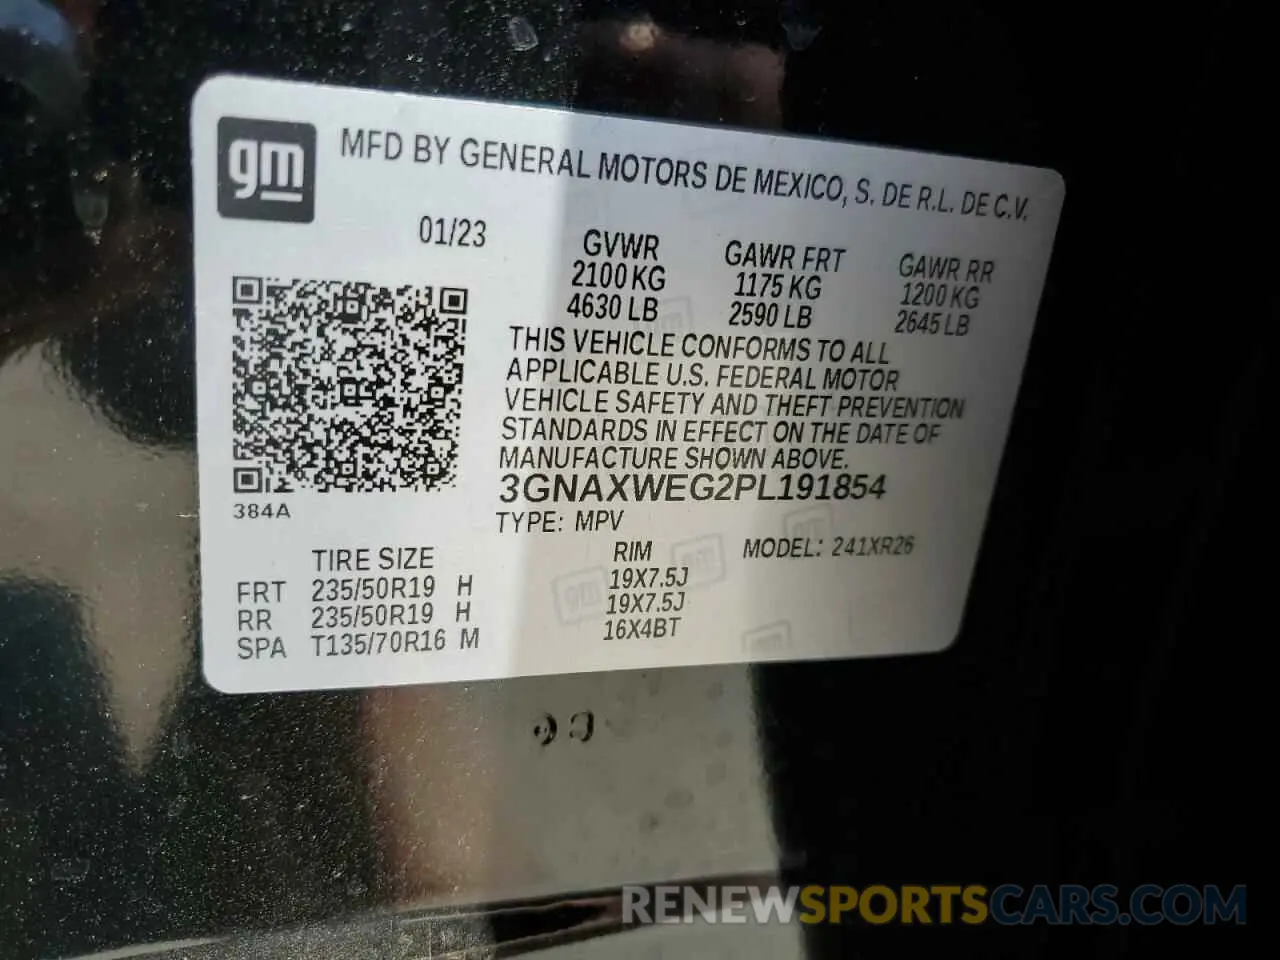 gm
MFD BY GENERAL MOTORS DE MEXICO, S. DE R.L. DE C.V.
01/23
GVWR GAWR FRT GAWR RR
2100 KG 1175 KG 1200 KG
4630 LB 2590 LB 2645 LB
THIS VEHICLE CONFORMS TO ALL
APPLICABLE U.S. FEDERAL MOTOR
VEHICLE SAFETY AND THEFT PREVENTION
STANDARDS IN EFFECT ON THE DATE OF
MANUFACTURE SHOWN ABOVE.
3GNAXWEG2PL191854
384A
TYPE: MPV
TIRE SIZE RIM MODEL: 241XR26
FRT 235/50R19 H 19X7.5J
RR 235/50R19 H 19X7.5J
SPA T135/70R16 M 16X4BT
RENEWSPORTSCARS.COM